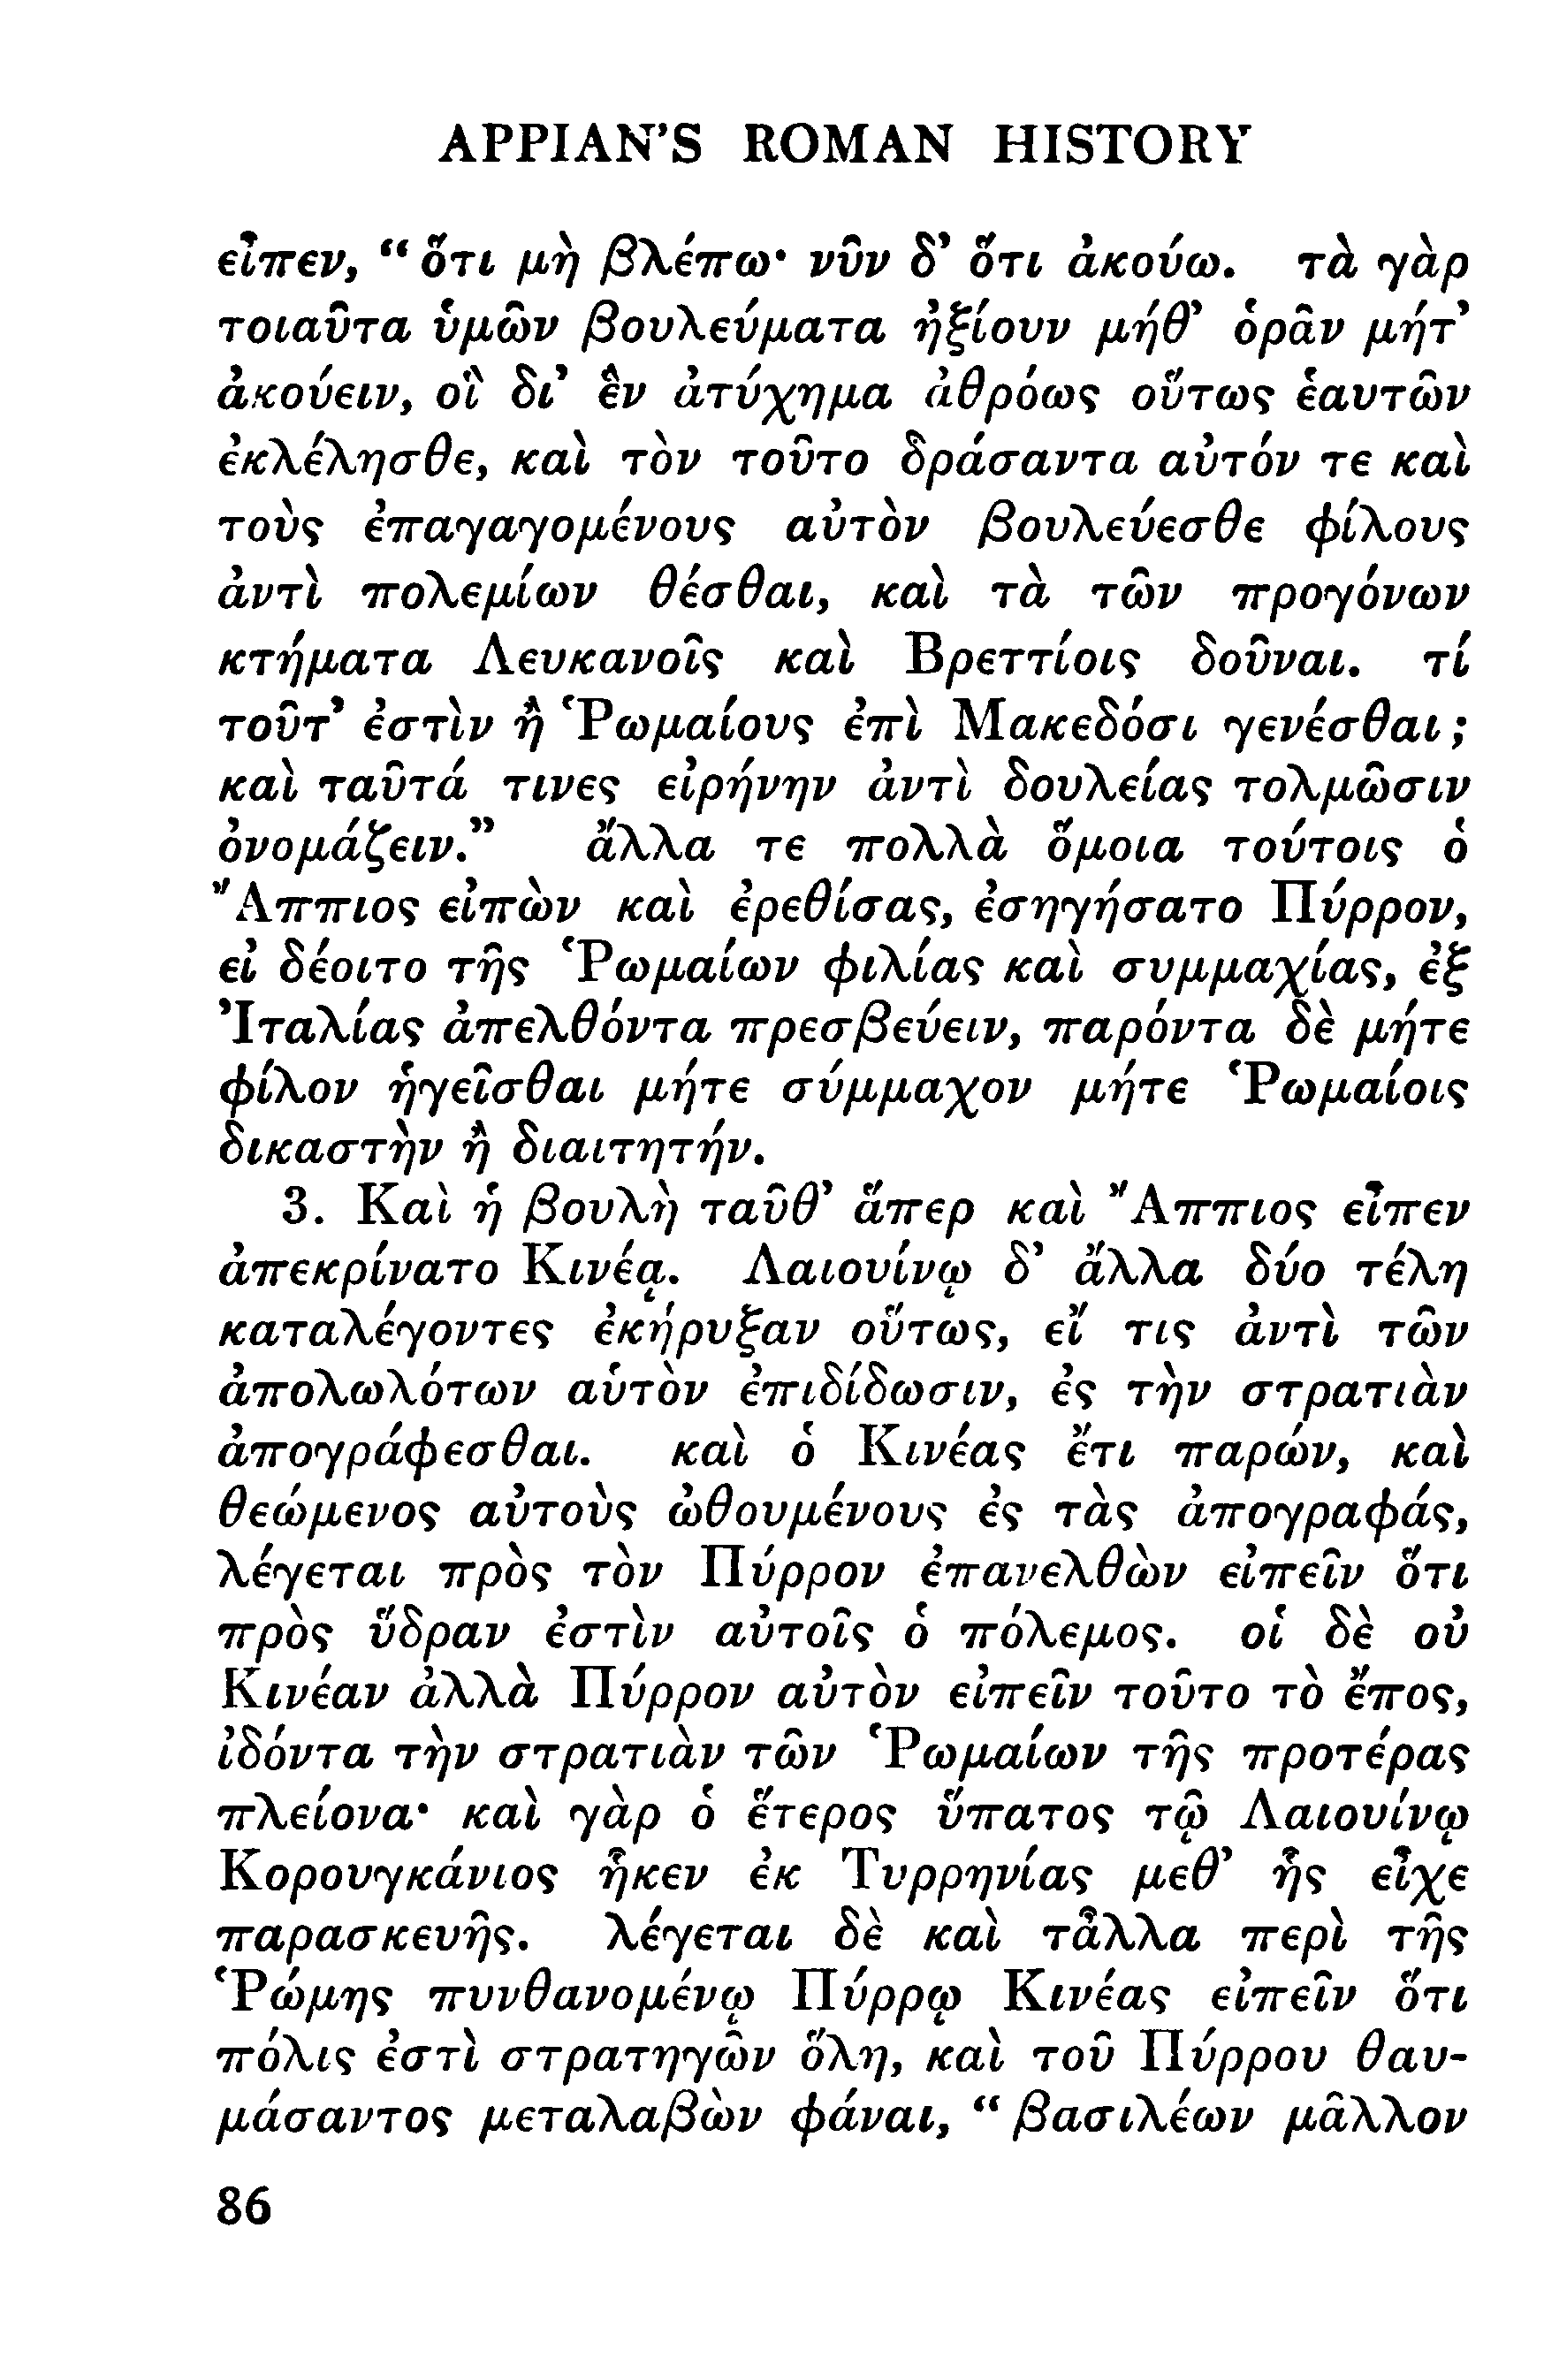 APPIAN'S ROMAN HISTORY
εἶπεν, “ ὅτι μὴ βλέπω· νῦν δ’ ὅτι ἀκούω. τὰ γὰρ
τοιαῦτα ὑμῶν βουλεύματα ἠξίουν μήθ’ ὁρᾶν μήτ’
ἀκούειν, οἳ δι’ ἓν ἀτύχημα ἀθρόως οὕτως ἑαυτῶν
ἐκλέλησθε, καὶ τὸν τοῦτο δράσαντα αὐτόν τε καὶ
τοὺς ἐπαγαγομένους αὐτὸν βουλεύεσθε φίλους
ἀντὶ πολεμίων θέσθαι, καὶ τὰ τῶν προγόνων
κτήματα Λευκανοῖς καὶ Βρεττίοις δοῦναι. τί
τοῦτ’ ἐστὶν ἢ Ῥωμαίους ἐπὶ Μακεδόσι γενέσθαι;
καὶ ταῦτά τινες εἰρήνην ἀντὶ δουλείας τολμῶσιν
ὀνομάζειν.” ἄλλα τε πολλὰ ὅμοια τούτοις ὁ
Ἄππιος εἰπὼν καὶ ἐρεθίσας, ἐσηγήσατο Πύρρον,
εἰ δέοιτο τῆς Ῥωμαίων φιλίας καὶ συμμαχίας, ἐξ
Ἰταλίας ἀπελθόντα πρεσβεύειν, παρόντα δὲ μήτε
φίλον ἡγεῖσθαι μήτε σύμμαχον μήτε Ῥωμαίοις
δικαστὴν ἢ διαιτητήν.
3. Καὶ ἡ βουλὴ ταῦθ’ ἅπερ καὶ Ἄππιος εἶπεν
ἀπεκρίνατο Κινέᾳ. Λαιουίνῳ δ’ ἄλλα δύο τέλη
καταλέγοντες ἐκήρυξαν οὕτως, εἴ τις ἀντὶ τῶν
ἀπολωλότων αὑτὸν ἐπιδίδωσιν, ἐς τὴν στρατιὰν
ἀπογράφεσθαι. καὶ ὁ Κινέας ἔτι παρών, καὶ
θεώμενος αὐτοὺς ὠθουμένους ἐς τὰς ἀπογραφάς,
λέγεται πρὸς τὸν Πύρρον ἐπανελθὼν εἰπεῖν ὅτι
πρὸς ὕδραν ἐστὶν αὐτοῖς ὁ πόλεμος. οἱ δὲ οὐ
Κινέαν ἀλλὰ Πύρρον αὐτὸν εἰπεῖν τοῦτο τὸ ἔπος,
ἰδόντα τὴν στρατιὰν τῶν Ῥωμαίων τῆς προτέρας
πλείονα· καὶ γὰρ ὁ ἕτερος ὕπατος τῷ Λαιουίνῳ
Κορουγκάνιος ἧκεν ἐκ Τυρρηνίας μεθ’ ἧς εἶχε
παρασκευῆς. λέγεται δὲ καὶ τἆλλα περὶ τῆς
Ῥώμης πυνθανομένῳ Πύρρῳ Κινέας εἰπεῖν ὅτι
πόλις ἐστὶ στρατηγῶν ὅλη, καὶ τοῦ Πύρρου θαυ-
μάσαντος μεταλαβὼν φάναι, “ βασιλέων μᾶλλον
86